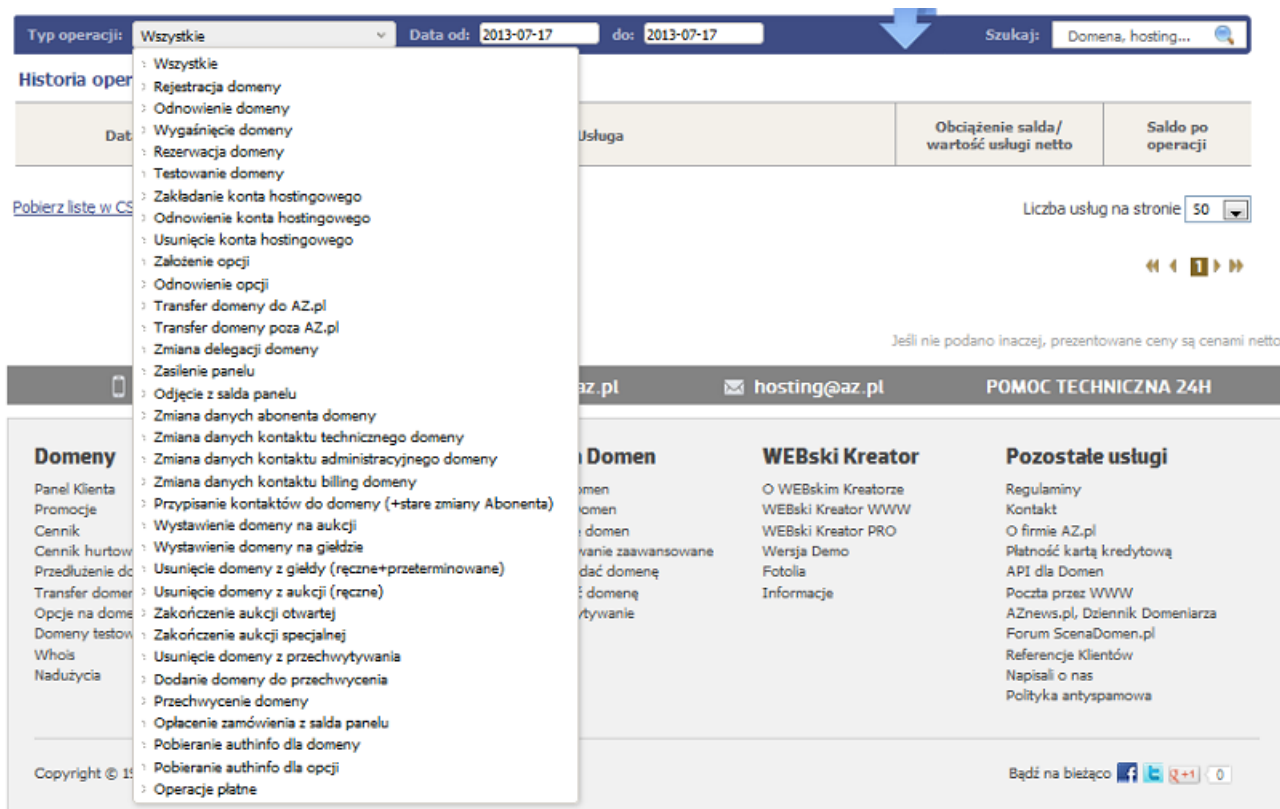 Typ operacji: Wszystkie Data od: 2013-07-17 do: 2013-07-17 Szukaj: Domena, hosting...
Historia oper
Dat Usługa Obciążenie salda/ wartość usługi netto Saldo po operacji
Pobierz listę w CS
Liczba usług na stronie 50
1
Jeśli nie podano inaczej, prezentowane ceny są cenami netto
Wszystkie
Rejestracja domeny
Odnowienie domeny
Wygaśnięcie domeny
Rezerwacja domeny
Testowanie domeny
Zakładanie konta hostingowego
Odnowienie konta hostingowego
Usunięcie konta hostingowego
Założenie opcji
Odnowienie opcji
Transfer domeny do AZ.pl
Transfer domeny poza AZ.pl
Zmiana delegacji domeny
Zasilenie panelu
Odjęcie z salda panelu
Zmiana danych abonenta domeny
Zmiana danych kontaktu technicznego domeny
Zmiana danych kontaktu administracyjnego domeny
Zmiana danych kontaktu billing domeny
Przypisanie kontaktów do domeny (+stare zmiany Abonenta)
Wystawienie domeny na aukcji
Wystawienie domeny na giełdzie
Usunięcie domeny z giełdy (ręczne+przeterminowane)
Usunięcie domeny z aukcji (ręczne)
Zakończenie aukcji otwartej
Zakończenie aukcji specjalnej
Usunięcie domeny z przechwytywania
Dodanie domeny do przechwycenia
Przechwycenie domeny
Opłacenie zamówienia z salda panelu
Pobieranie authinfo dla domeny
Pobieranie authinfo dla opcji
Operacje płatne
az.pl hosting@az.pl POMOC TECHNICZNA 24H
Domeny
Panel Klienta
Promocje
Cennik
Cennik hurtow
Przedłużenie do
Transfer domen
Opcje na dome
Domeny testow
Whois
Nadużycia
Domen
omen
omen
domen
wanie zaawansowane
dać domenę
ć domenę
ytywanie
WEBski Kreator
O WEBskim Kreatorze
WEBski Kreator WWW
WEBski Kreator PRO
Wersja Demo
Fotolia
Informacje
Pozostałe usługi
Regulaminy
Kontakt
O firmie AZ.pl
Płatność kartą kredytową
API dla Domen
Poczta przez WWW
AZnews.pl, Dziennik Domeniarza
Forum ScenaDomen.pl
Referencje Klientów
Napisali o nas
Polityka antyspamowa
Copyright © 19
Bądź na bieżąco +1 0